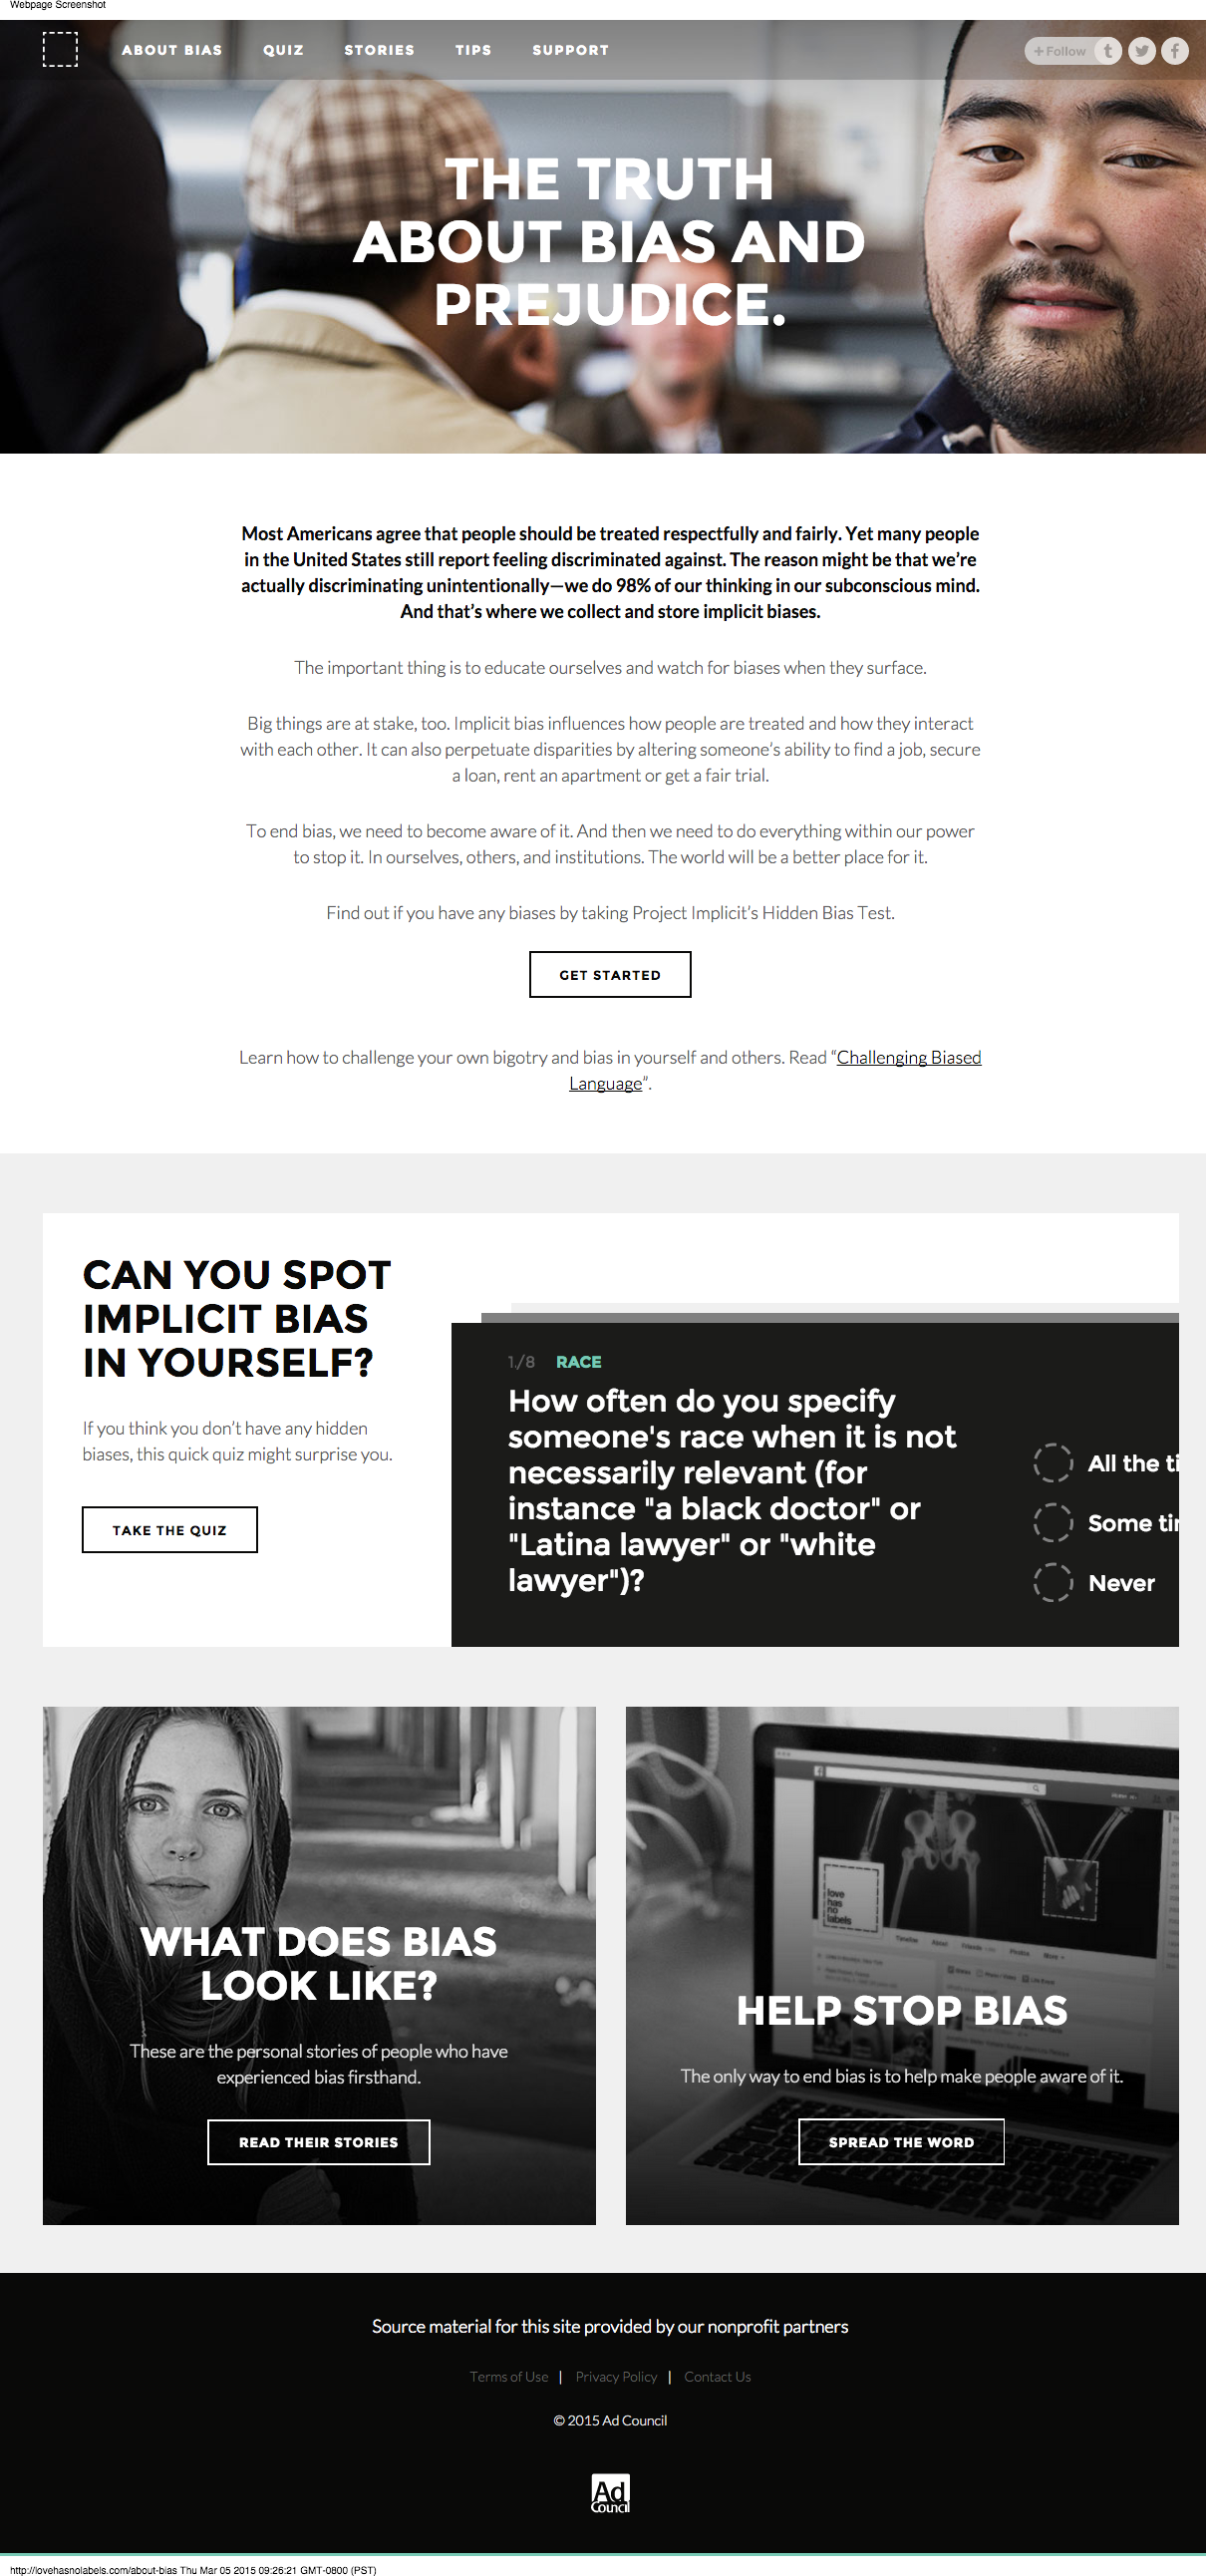 Webpage Screenshot
ABOUT BIAS QUIZ STORIES TIPS SUPPORT
+ Follow t f
THE TRUTH
ABOUT BIAS AND
PREJUDICE.
Most Americans agree that people should be treated respectfully and fairly. Yet many people
in the United States still report feeling discriminated against. The reason might be that we’re
actually discriminating unintentionally—we do 98% of our thinking in our subconscious mind.
And that’s where we collect and store implicit biases.
The important thing is to educate ourselves and watch for biases when they surface.
Big things are at stake, too. Implicit bias influences how people are treated and how they interact
with each other. It can also perpetuate disparities by altering someone’s ability to find a job, secure
a loan, rent an apartment or get a fair trial.
To end bias, we need to become aware of it. And then we need to do everything within our power
to stop it. In ourselves, others, and institutions. The world will be a better place for it.
Find out if you have any biases by taking Project Implicit’s Hidden Bias Test.
GET STARTED
Learn how to challenge your own bigotry and bias in yourself and others. Read “Challenging Biased
Language”.
CAN YOU SPOT
IMPLICIT BIAS
IN YOURSELF?
If you think you don’t have any hidden
biases, this quick quiz might surprise you.
TAKE THE QUIZ
1/8 RACE
How often do you specify
someone's race when it is not
necessarily relevant (for
instance "a black doctor" or
"Latina lawyer" or "white
lawyer")?
All the ti
Some tir
Never
WHAT DOES BIAS
LOOK LIKE?
These are the personal stories of people who have
experienced bias firsthand.
READ THEIR STORIES
love
has
no
labels
Timeline About Photos More
HELP STOP BIAS
The only way to end bias is to help make people aware of it.
SPREAD THE WORD
Source material for this site provided by our nonprofit partners
Terms of Use | Privacy Policy | Contact Us
© 2015 Ad Council
Ad
Council
http://lovehasnolabels.com/about-bias Thu Mar 05 2015 09:26:21 GMT-0800 (PST)